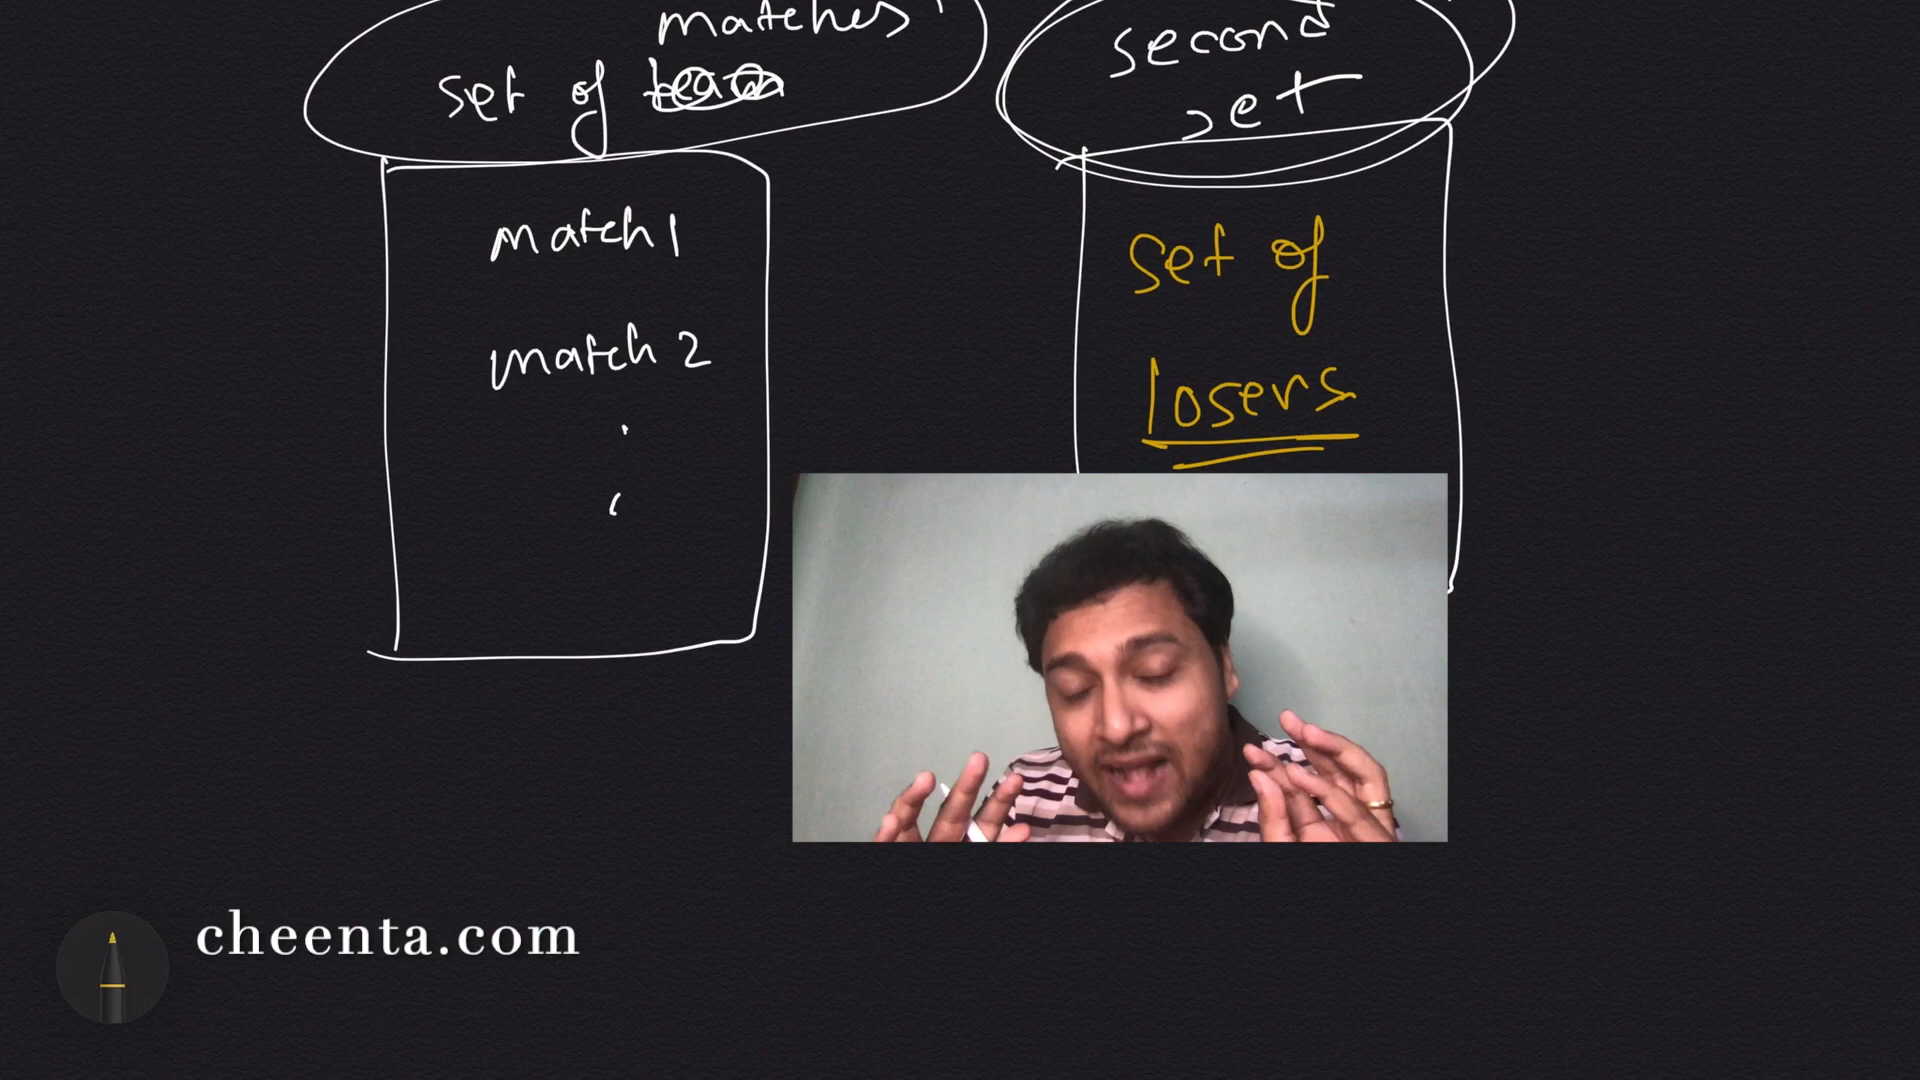 matches
set of
second
set
match 1
match 2
set of
losers
cheenta.com